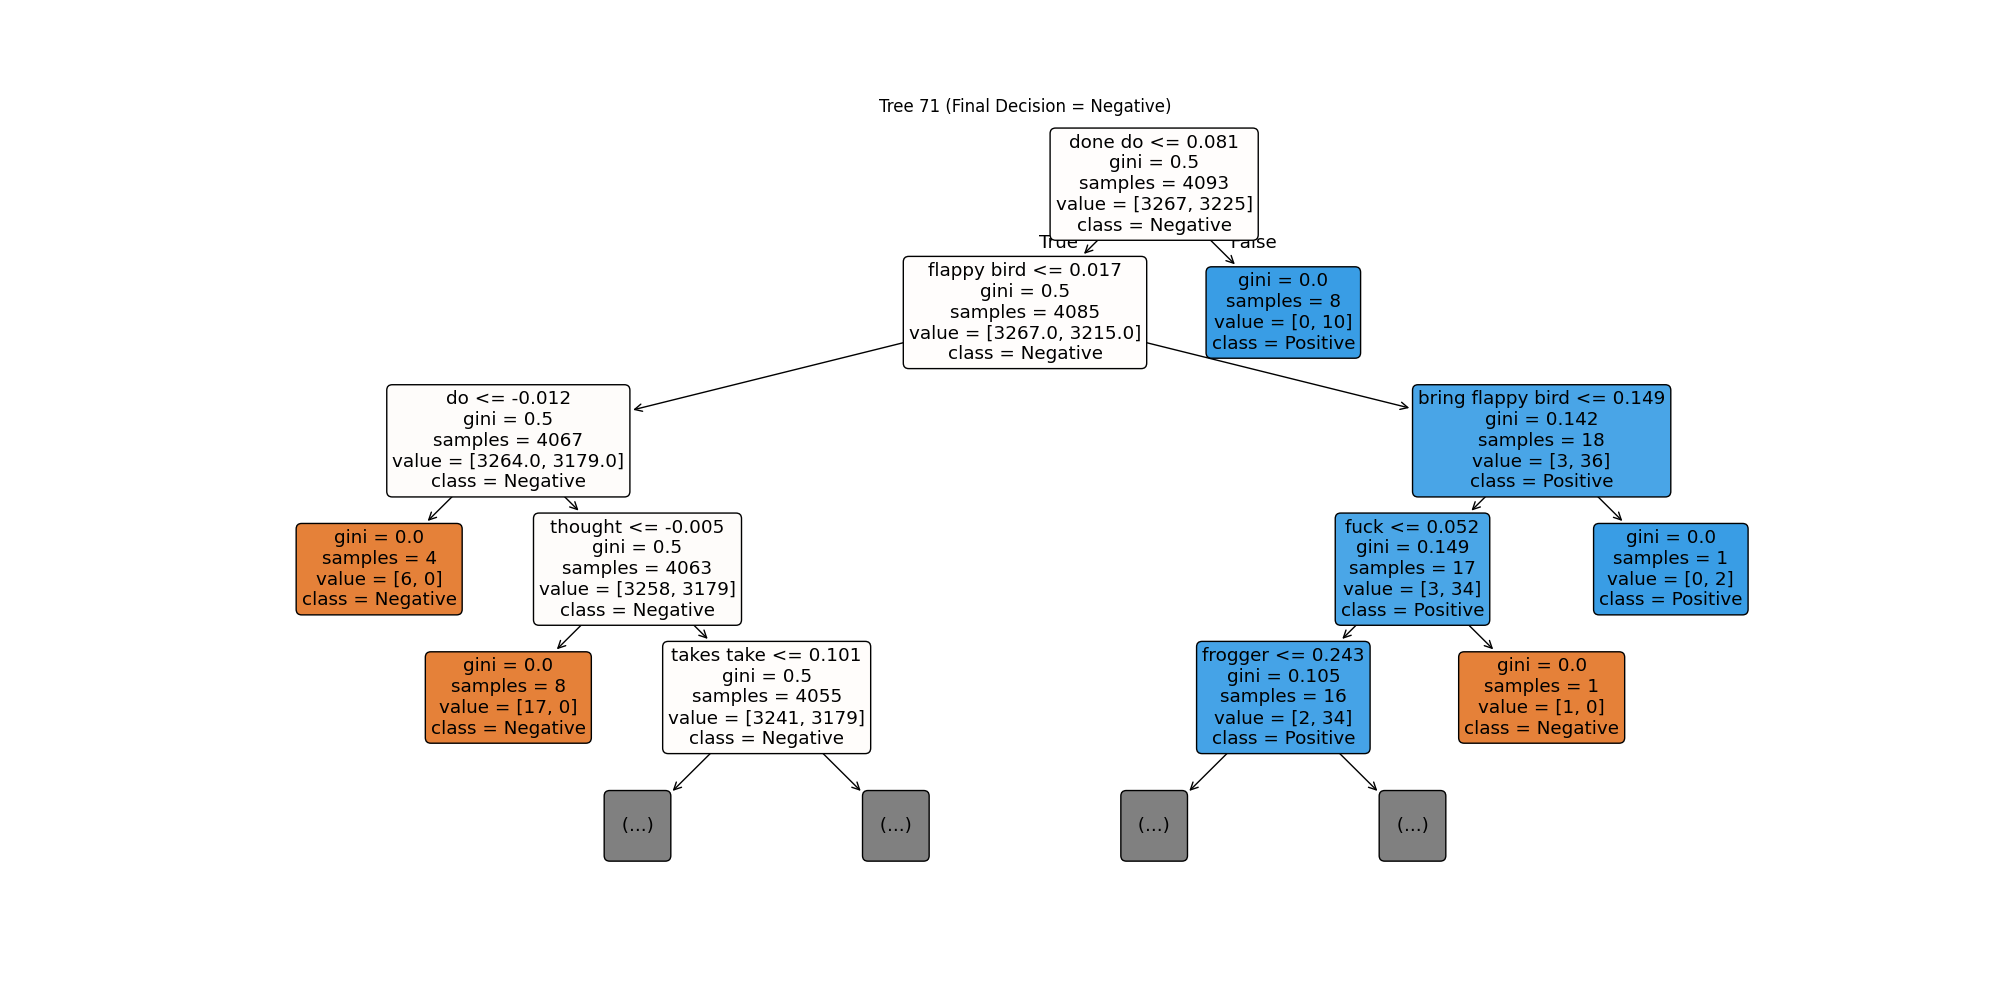 Tree 71 (Final Decision = Negative)
done do <= 0.081
gini = 0.5
samples = 4093
value = [3267, 3225]
class = Negative
True
False
flappy bird <= 0.017
gini = 0.5
samples = 4085
value = [3267.0, 3215.0]
class = Negative
gini = 0.0
samples = 8
value = [0, 10]
class = Positive
do <= -0.012
gini = 0.5
samples = 4067
value = [3264.0, 3179.0]
class = Negative
bring flappy bird <= 0.149
gini = 0.142
samples = 18
value = [3, 36]
class = Positive
gini = 0.0
samples = 4
value = [6, 0]
class = Negative
thought <= -0.005
gini = 0.5
samples = 4063
value = [3258, 3179]
class = Negative
fuck <= 0.052
gini = 0.149
samples = 17
value = [3, 34]
class = Positive
gini = 0.0
samples = 1
value = [0, 2]
class = Positive
gini = 0.0
samples = 8
value = [17, 0]
class = Negative
takes take <= 0.101
gini = 0.5
samples = 4055
value = [3241, 3179]
class = Negative
frogger <= 0.243
gini = 0.105
samples = 16
value = [2, 34]
class = Positive
gini = 0.0
samples = 1
value = [1, 0]
class = Negative
(...)
(...)
(...)
(...)